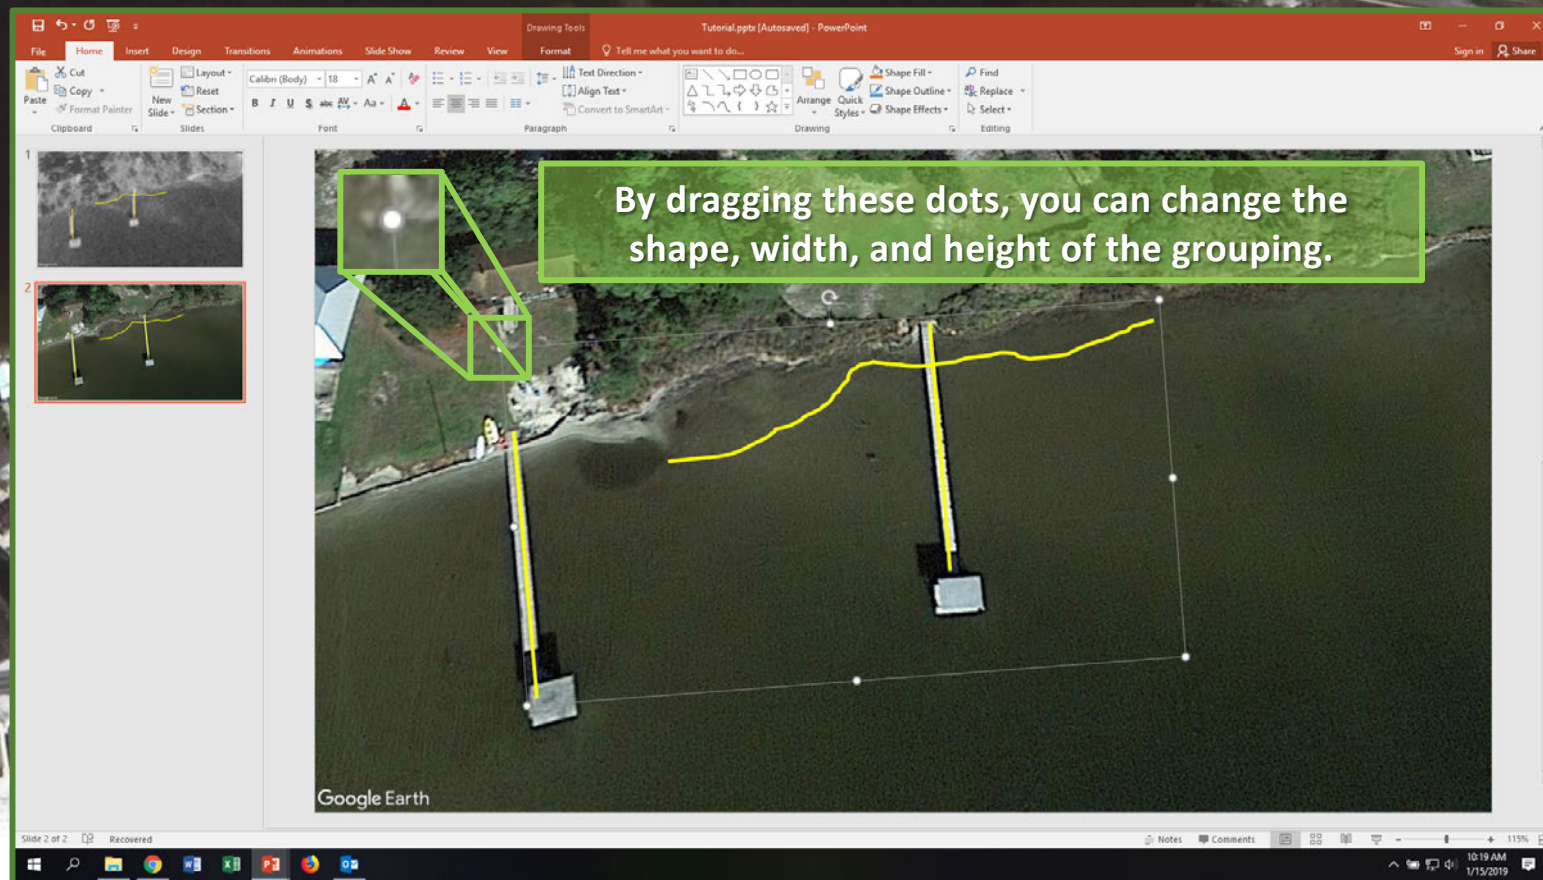 Drawing Tools
Tutorial.pptx [Autosaved] - PowerPoint
File Home Insert Design Transitions Animations Slide Show Review View Format Tell me what you want to do... Sign in Share
Cut
Copy
Format Painter
Paste
Clipboard
New Slide
Layout
Reset
Section
Slides
Calibri (Body) 18
B I U S abc AV Aa A
Font
Text Direction
Align Text
Convert to SmartArt
Paragraph
Arrange
Quick Styles
Shape Fill
Shape Outline
Shape Effects
Drawing
Find
Replace
Select
Editing
1
2
By dragging these dots, you can change the
shape, width, and height of the grouping.
Google Earth
Slide 2 of 2 Recovered Notes Comments 115%
10:19 AM
1/15/2019